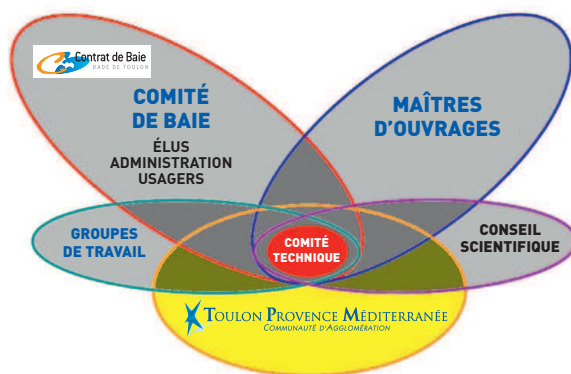 Contrat de Baie
RADE DE TOULON
COMITÉ
DE BAIE
ÉLUS
ADMINISTRATION
USAGERS
MAÎTRES
D'OUVRAGES
GROUPES
DE TRAVAIL
COMITÉ
TECHNIQUE
CONSEIL
SCIENTIFIQUE
TOULON PROVENCE MÉDITERRANÉE
COMMUNAUTÉ D'AGGLOMÉRATION